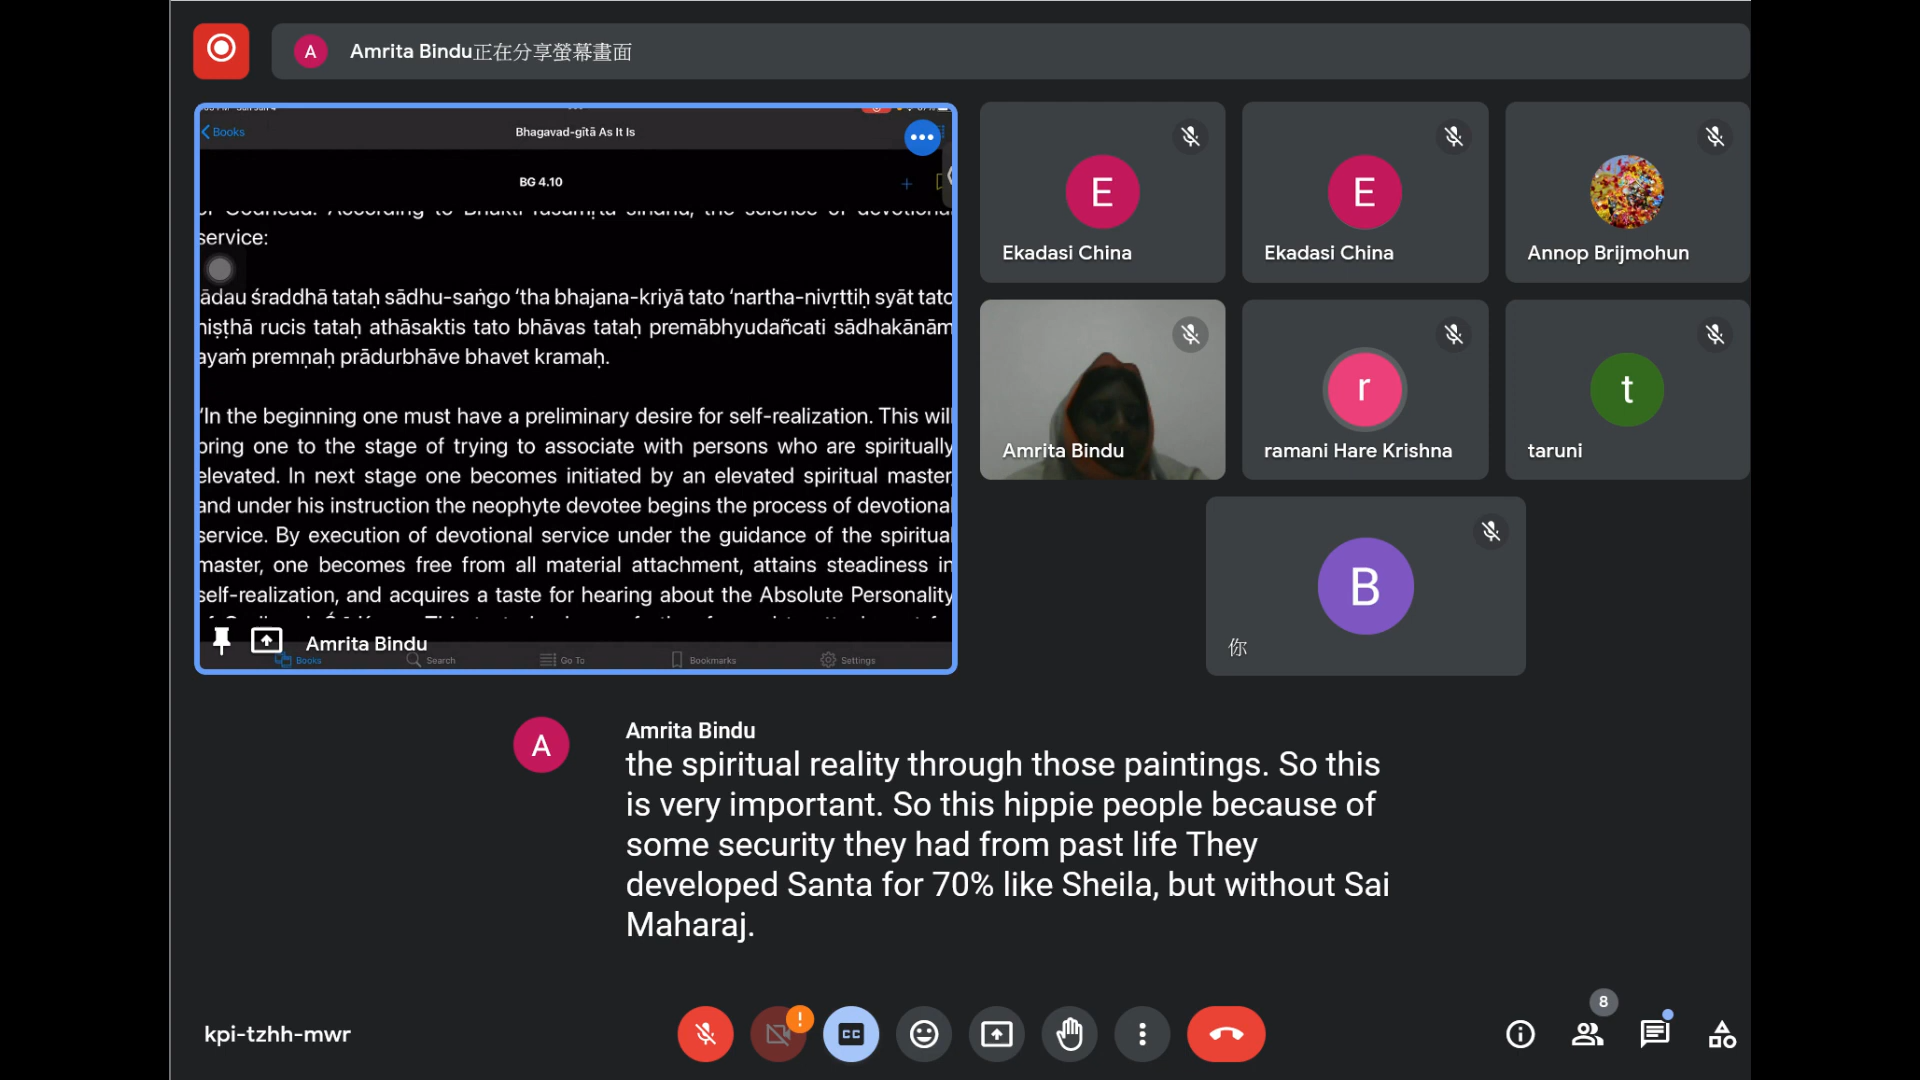 A Amrita Bindu正在分享螢幕畫面
Books
Bhagavad-gītā As It Is
BG 4.10
service:
ādau śraddhā tataḥ sādhu-saṅgo ‘tha bhajana-kriyā tato ‘nartha-nivṛttiḥ syāt tato
niṣṭhā rucis tataḥ athāsaktis tato bhāvas tataḥ premābhyudañcati sādhakānām
ayaṁ premṇaḥ prādurbhāve bhavet kramaḥ.
“In the beginning one must have a preliminary desire for self-realization. This will
bring one to the stage of trying to associate with persons who are spiritually
elevated. In next stage one becomes initiated by an elevated spiritual master,
and under his instruction the neophyte devotee begins the process of devotional
service. By execution of devotional service under the guidance of the spiritual
master, one becomes free from all material attachment, attains steadiness in
self-realization, and acquires a taste for hearing about the Absolute Personality
Amrita Bindu
Books Search Go To Bookmarks Settings
E
Ekadasi China
E
Ekadasi China
Annop Brijmohun
Amrita Bindu
r
ramani Hare Krishna
t
taruni
B
你
A
Amrita Bindu
the spiritual reality through those paintings. So this
is very important. So this hippie people because of
some security they had from past life They
developed Santa for 70% like Sheila, but without Sai
Maharaj.
kpi-tzhh-mwr
CC
8